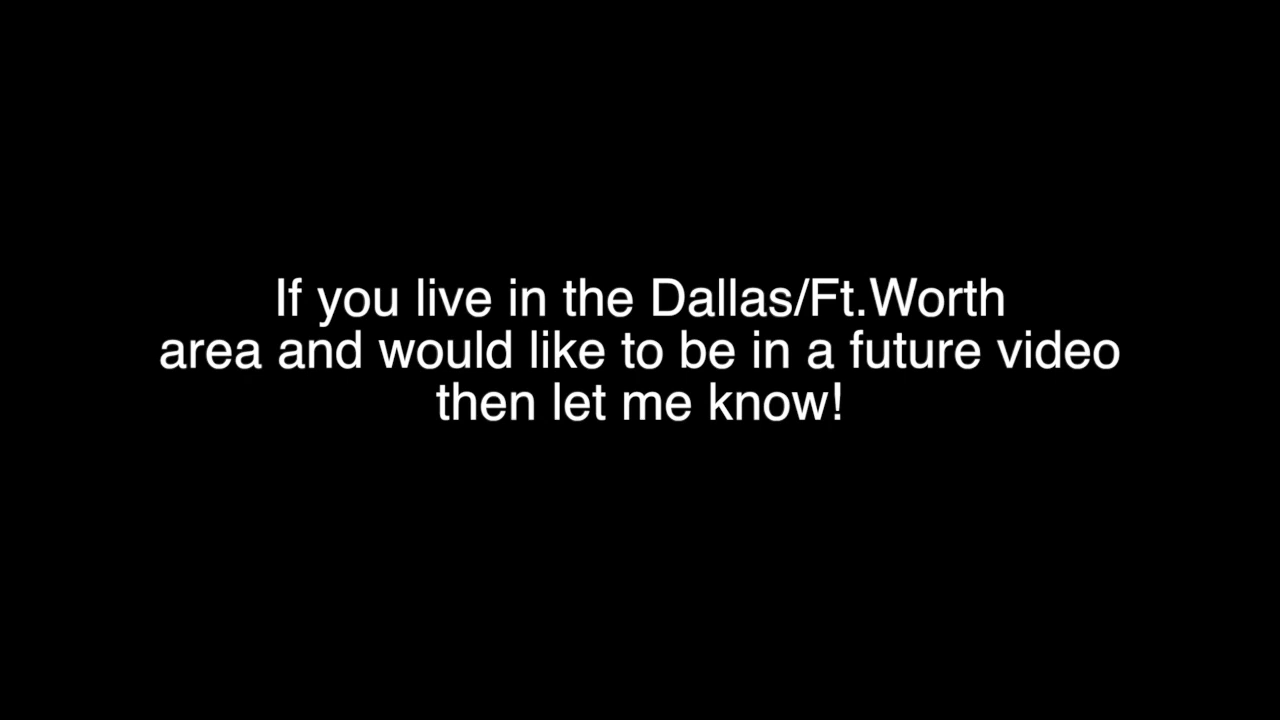 If you live in the Dallas/Ft.Worth
area and would like to be in a future video
then let me know!